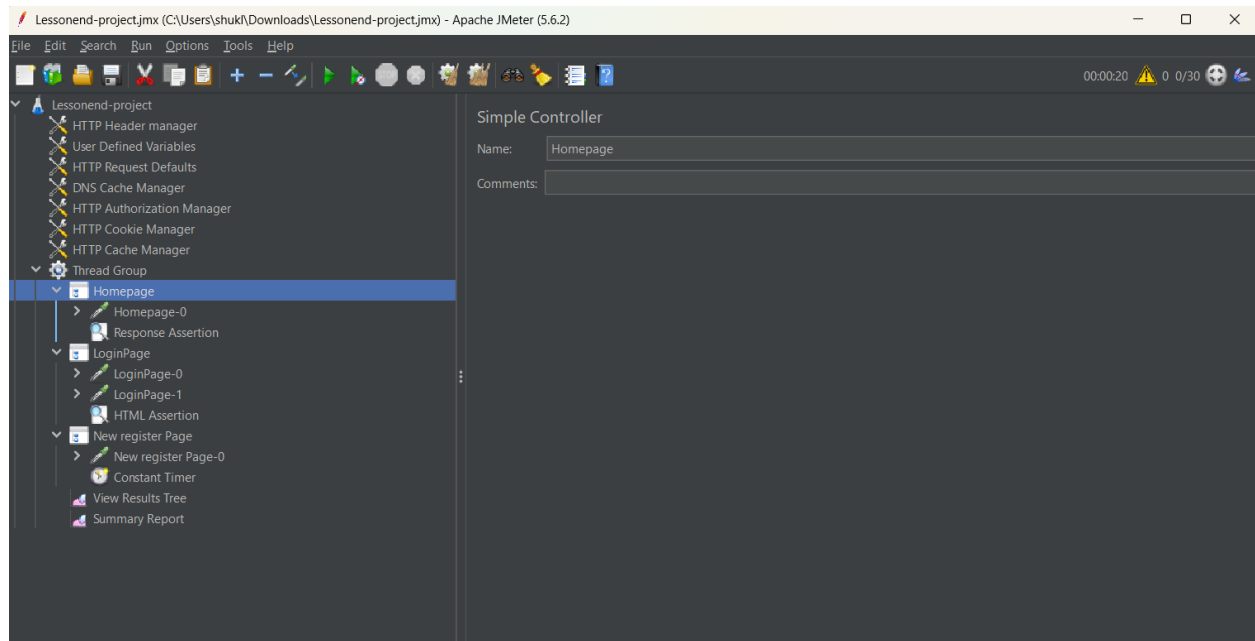 Lessonend-project.jmx (C:\Users\shukl\Downloads\Lessonend-project.jmx) - Apache JMeter (5.6.2)
File Edit Search Run Options Tools Help
00:00:20 0 0/30
Lessonend-project
HTTP Header manager
User Defined Variables
HTTP Request Defaults
DNS Cache Manager
HTTP Authorization Manager
HTTP Cookie Manager
HTTP Cache Manager
Thread Group
Homepage
Homepage-0
Response Assertion
LoginPage
LoginPage-0
LoginPage-1
HTML Assertion
New register Page
New register Page-0
Constant Timer
View Results Tree
Summary Report
Simple Controller
Name: Homepage
Comments: